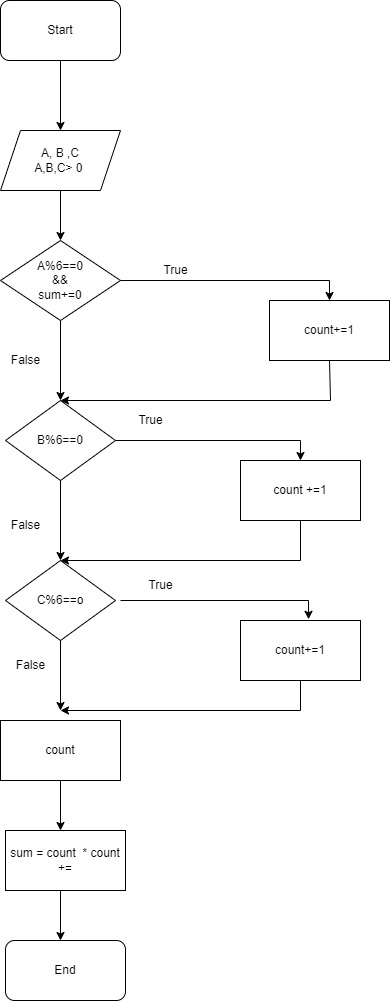 Start
A, B ,C
A,B,C> 0
A%6==0
&&
sum+=0
True
count+=1
False
B%6==0
True
count +=1
False
C%6==o
True
count+=1
False
count
sum = count  * count
+=
End